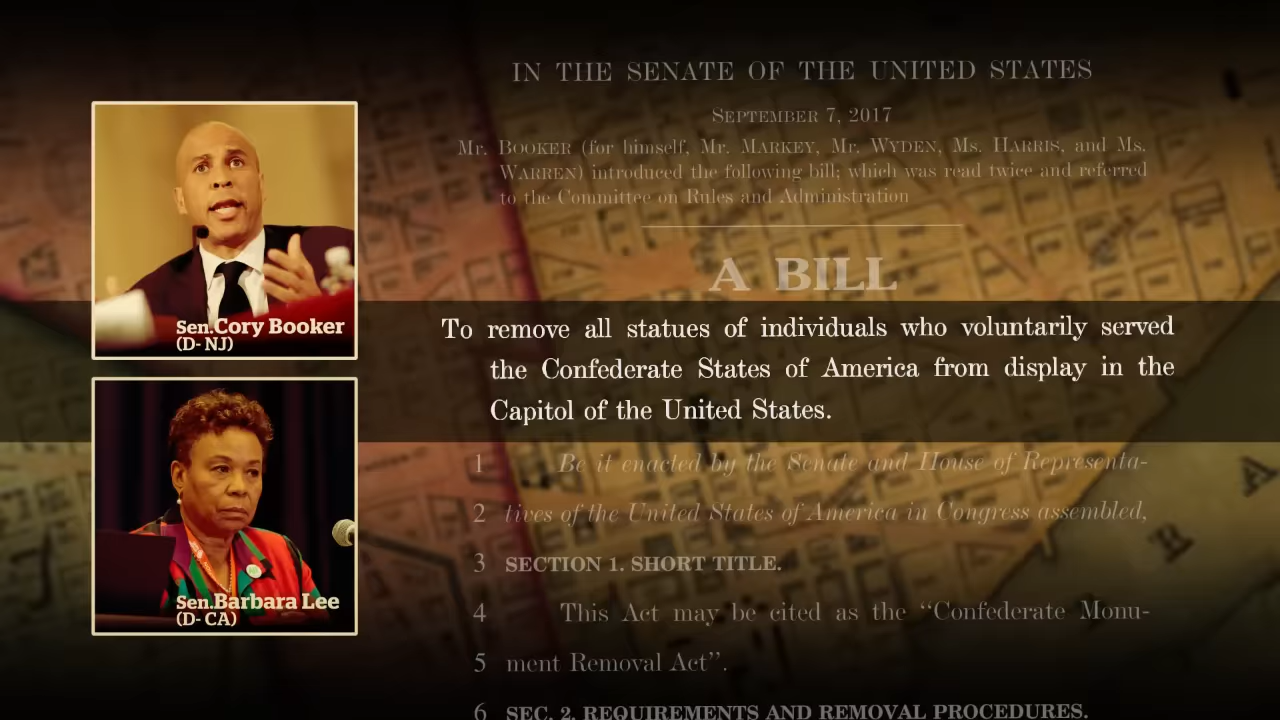 IN THE SENATE OF THE UNITED STATES
SEPTEMBER 7, 2017
Mr. BOOKER (for himself, Mr. MARKEY, Mr. WYDEN, Ms. HARRIS, and Ms.
WARREN) introduced the following bill; which was read twice and referred
to the Committee on Rules and Administration
A BILL
To remove all statues of individuals who voluntarily served
the Confederate States of America from display in the
Capitol of the United States.
1 Be it enacted by the Senate and House of Representa-
2 tives of the United States of America in Congress assembled,
3 SECTION 1. SHORT TITLE.
4 This Act may be cited as the “Confederate Monu-
5 ment Removal Act”.
6 SEC. 2. REQUIREMENTS AND REMOVAL PROCEDURES.
Sen.Cory Booker
(D- NJ)
Sen.Barbara Lee
(D- CA)
A
B